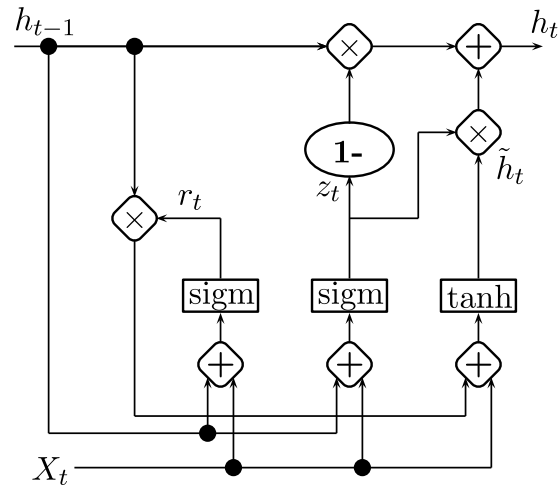 h_{t−1}
h_t
×
+
1-
×
z_t
h̃_t
r_t
×
sigm
sigm
tanh
+
+
+
X_t